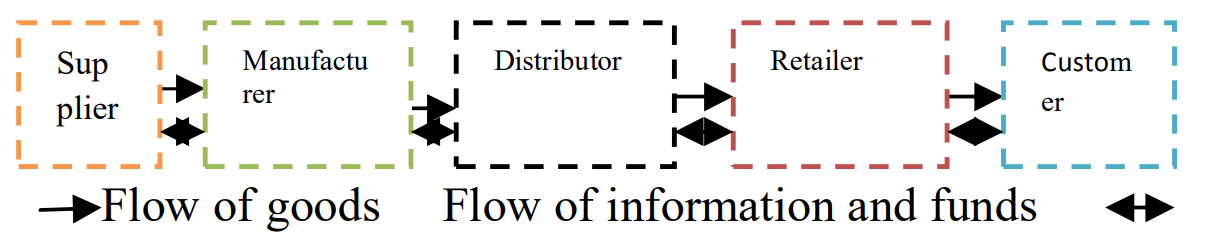 Sup
plier
Manufactu
rer
Distributor
Retailer
Custom
er
Flow of goods
Flow of information and funds